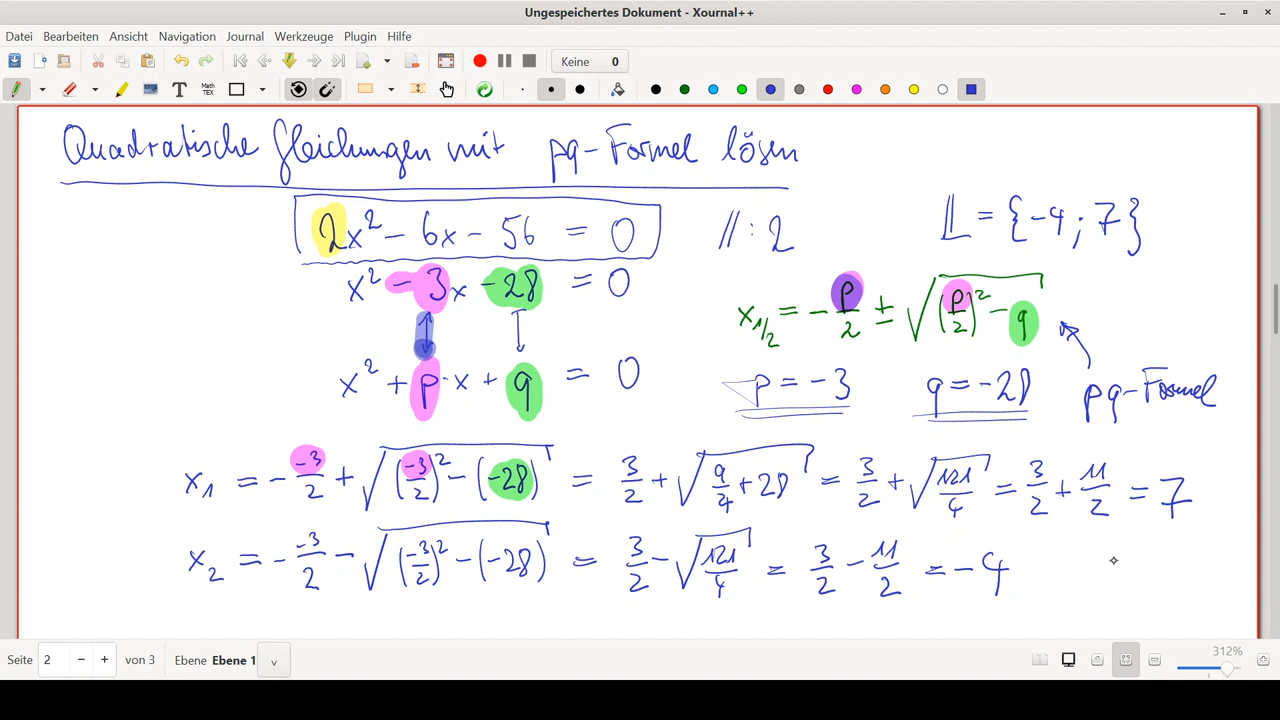 Ungespeichertes Dokument - Xournal++
Datei Bearbeiten Ansicht Navigation Journal Werkzeuge Plugin Hilfe
Keine 0
T Math TEX
Quadratische Gleichungen mit pq-Formel lösen
2x² - 6x - 56 = 0 // : 2
𝕃 = {-4 ; 7}
x² - 3x - 28 = 0
x_{1/2} = - p/2 ± √((p/2)² - q)
x² + p·x + q = 0
p = -3 q = -28 pq-Formel
x₁ = - -3/2 + √((-3/2)² - (-28)) = 3/2 + √(9/4 + 28) = 3/2 + √(121/4) = 3/2 + 11/2 = 7
x₂ = - -3/2 - √((-3/2)² - (-28)) = 3/2 - √(121/4) = 3/2 - 11/2 = -4
Seite 2 von 3 Ebene Ebene 1 312%